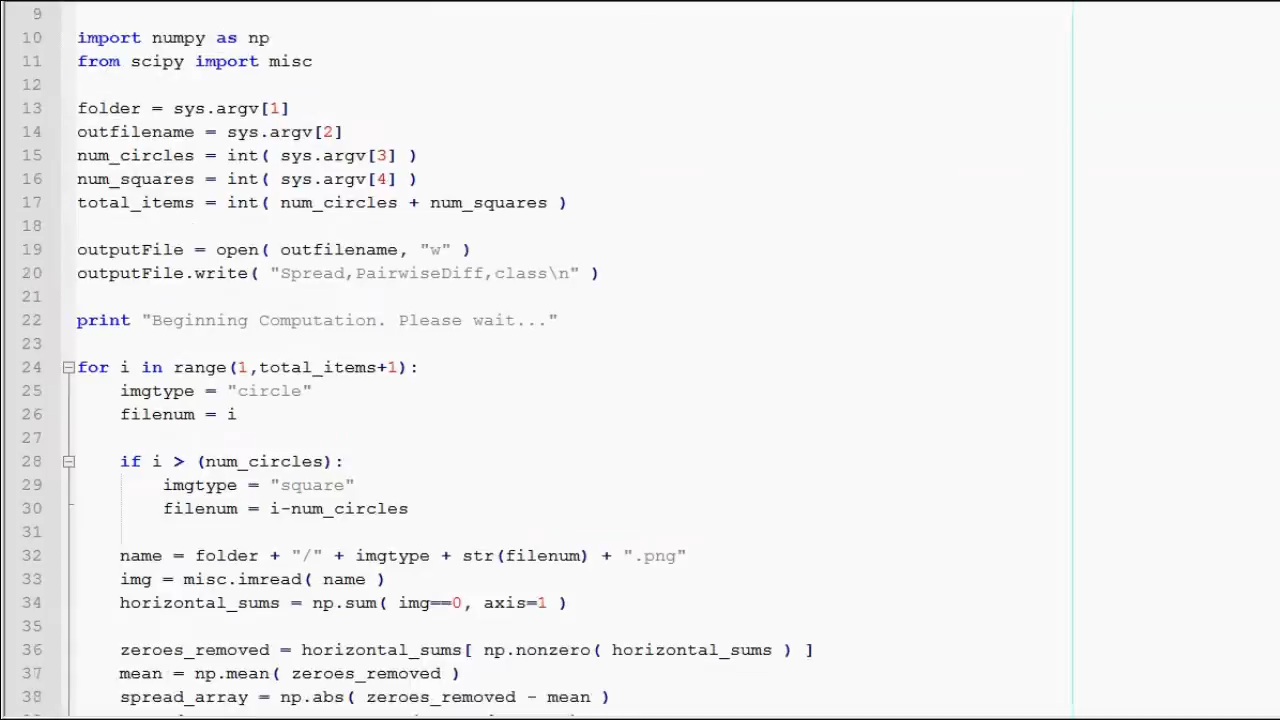 9
10 import numpy as np
11 from scipy import misc
12
13 folder = sys.argv[1]
14 outfilename = sys.argv[2]
15 num_circles = int( sys.argv[3] )
16 num_squares = int( sys.argv[4] )
17 total_items = int( num_circles + num_squares )
18
19 outputFile = open( outfilename, "w" )
20 outputFile.write( "Spread,PairwiseDiff,class\n" )
21
22 print "Beginning Computation. Please wait..."
23
24 for i in range(1,total_items+1):
25     imgtype = "circle"
26     filenum = i
27
28     if i > (num_circles):
29         imgtype = "square"
30         filenum = i-num_circles
31
32     name = folder + "/" + imgtype + str(filenum) + ".png"
33     img = misc.imread( name )
34     horizontal_sums = np.sum( img==0, axis=1 )
35
36     zeroes_removed = horizontal_sums[ np.nonzero( horizontal_sums ) ]
37     mean = np.mean( zeroes_removed )
38     spread_array = np.abs( zeroes_removed - mean )